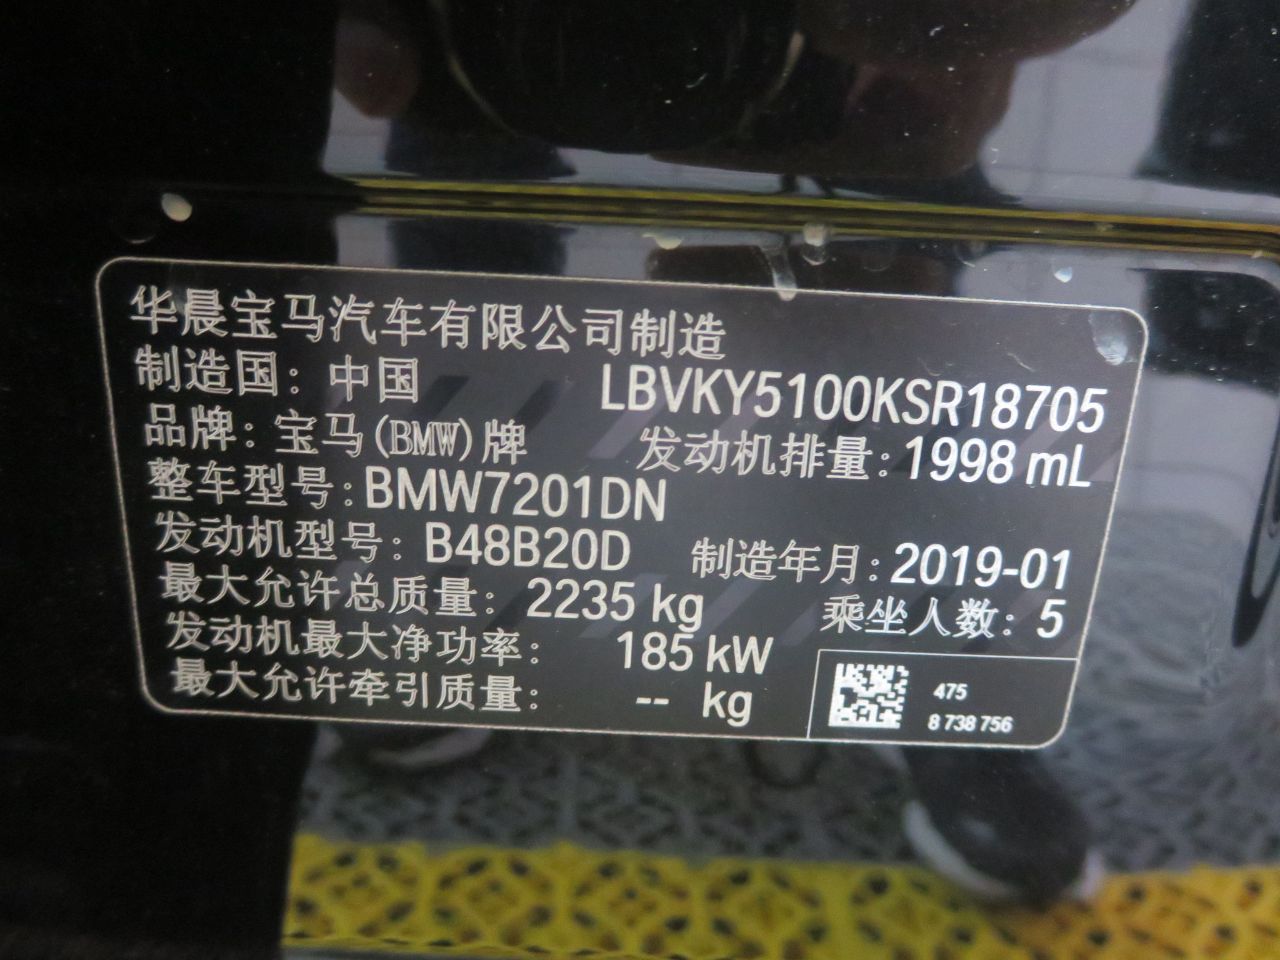 华晨宝马汽车有限公司制造
制造国：中国 LBVKY5100KSR18705
品牌：宝马(BMW)牌 发动机排量：1998 mL
整车型号：BMW7201DN
发动机型号：B48B20D 制造年月：2019-01
最大允许总质量：2235 kg 乘坐人数：5
发动机最大净功率：185 kW
最大允许牵引质量：-- kg
475
8 738 756